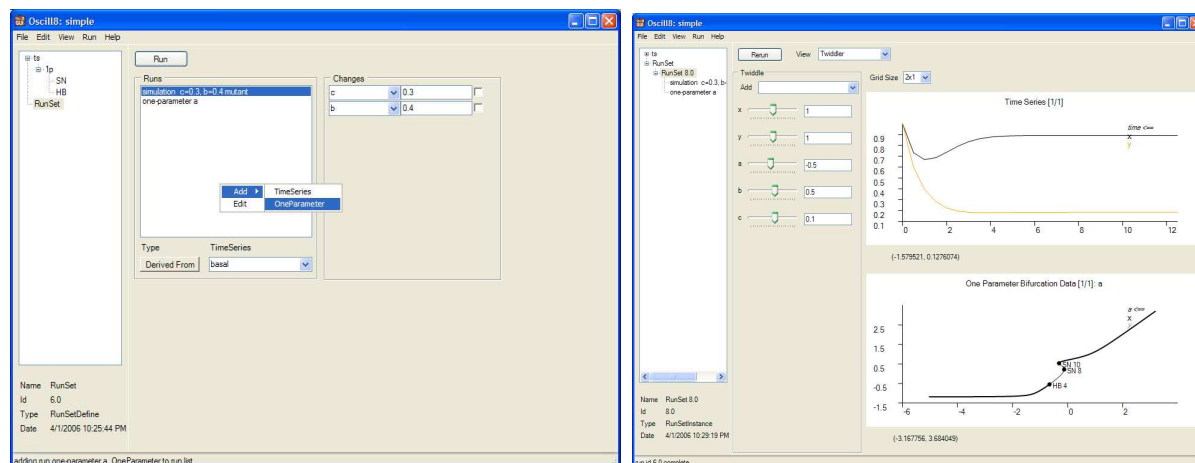 Oscill8: simple
File Edit View Run Help
ts
1p
SN
HB
RunSet
Run
Runs
simulation c=0.3, b=0.4 mutant
one-parameter a
Changes
c 0.3
b 0.4
Add TimeSeries
Edit OneParameter
Type TimeSeries
Derived From basal
Name RunSet
Id 6.0
Type RunSetDefine
Date 4/1/2006 10:25:44 PM
adding run one-parameter a, OneParameter to run list
Oscill8: simple
File Edit View Run Help
ts
RunSet
RunSet 8.0
simulation c=0.3, b=
one-parameter a
Rerun View Twiddler
Twiddle
Add
x 1
y 1
a -0.5
b 0.5
c 0.1
Grid Size 2x1
Time Series [1/1]
time <==
x
y
0.9
0.8
0.7
0.6
0.5
0.4
0.3
0.2
0.1
0 2 4 6 8 10 12
(-1.579521, 0.1276074)
One Parameter Bifurcation Data [1/1]: a
a <==
x
2.5
1.5
0.5
-0.5
-1.5
SN 10
SN 8
HB 4
-6 -4 -2 0 2
(-3.167756, 3.684049)
Name RunSet 8.0
Id 8.0
Type RunSetInstance
Date 4/1/2006 10:29:19 PM
run id 6.0 complete